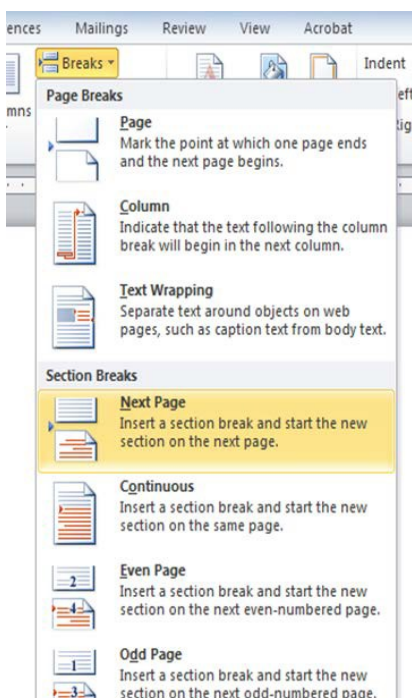 Mailings Review View Acrobat
Breaks Indent
Page Breaks
Page
Mark the point at which one page ends
and the next page begins.
Column
Indicate that the text following the column
break will begin in the next column.
Text Wrapping
Separate text around objects on web
pages, such as caption text from body text.
Section Breaks
Next Page
Insert a section break and start the new
section on the next page.
Continuous
Insert a section break and start the new
section on the same page.
2
Even Page
Insert a section break and start the new
4
section on the next even-numbered page.
1
Odd Page
Insert a section break and start the new
3
section on the next odd-numbered page.